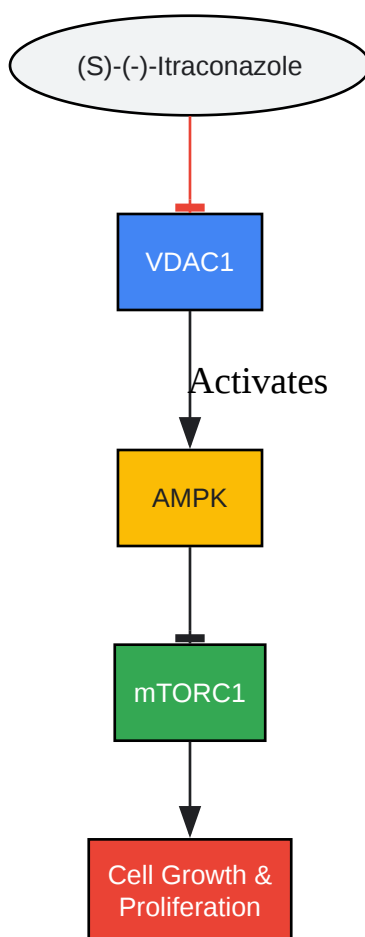 (S)-(-)-Itraconazole
VDAC1
Activates
AMPK
mTORC1
Cell Growth &
Proliferation